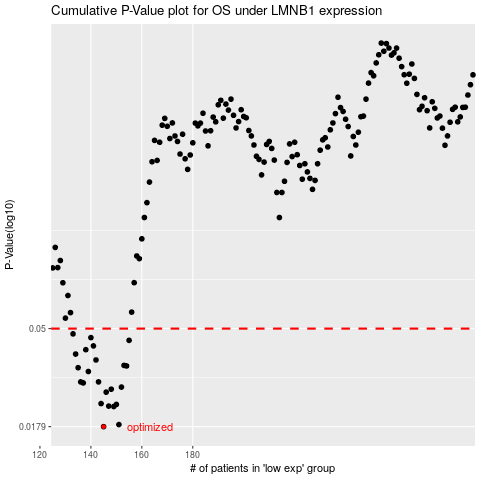 Cumulative P-Value plot for OS under LMNB1 expression
P-Value(log10)
0.05
0.0179
optimized
120 140 160 180
# of patients in 'low exp' group